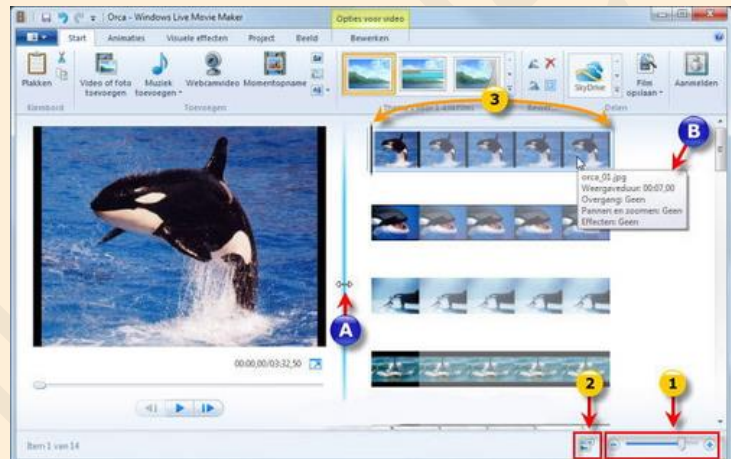 Orca - Windows Live Movie Maker
Opties voor video
Start Animaties Visuele effecten Project Beeld Bewerken
Plakken
Video of foto toevoegen
Muziek toevoegen
Webcamvideo
Momentopname
SkyDrive
Film opslaan
Aanmelden
Klembord
Toevoegen
Delen
3
B
orca_01.jpg
Weergaveduur: 00:07,00
Overgang: Geen
Pannen en zoomen: Geen
Effecten: Geen
A
00:00,00/03:32,50
2
1
Item 1 van 14